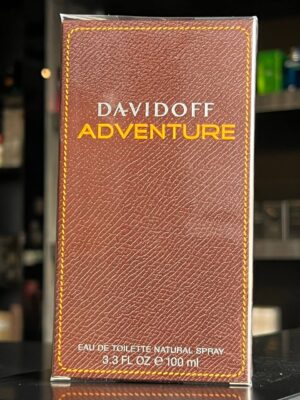 DAVIDOFF
ADVENTURE
EAU DE TOILETTE NATURAL SPRAY
3.3 FL OZ ℮ 100 ml